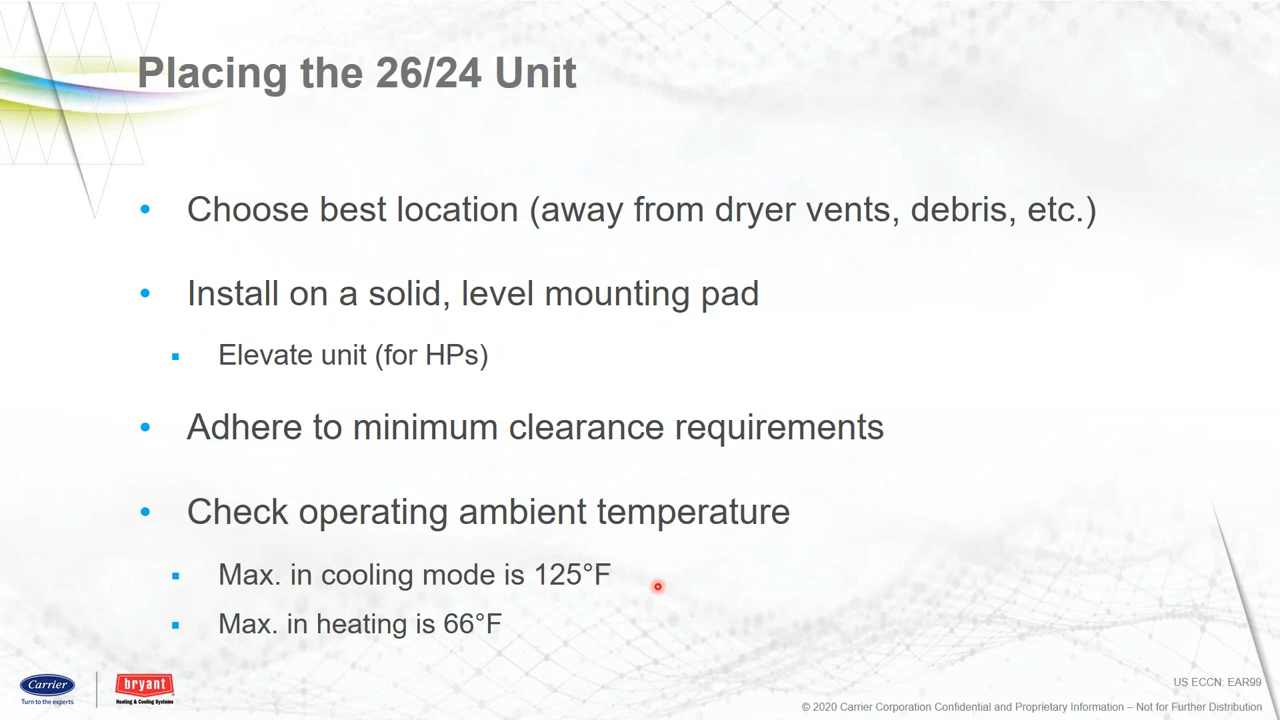 Placing the 26/24 Unit
• Choose best location (away from dryer vents, debris, etc.)
• Install on a solid, level mounting pad
▪ Elevate unit (for HPs)
• Adhere to minimum clearance requirements
• Check operating ambient temperature
▪ Max. in cooling mode is 125°F
▪ Max. in heating is 66°F
Carrier
Turn to the experts
bryant
Heating & Cooling Systems
US ECCN: EAR99
© 2020 Carrier Corporation Confidential and Proprietary Information – Not for Further Distribution